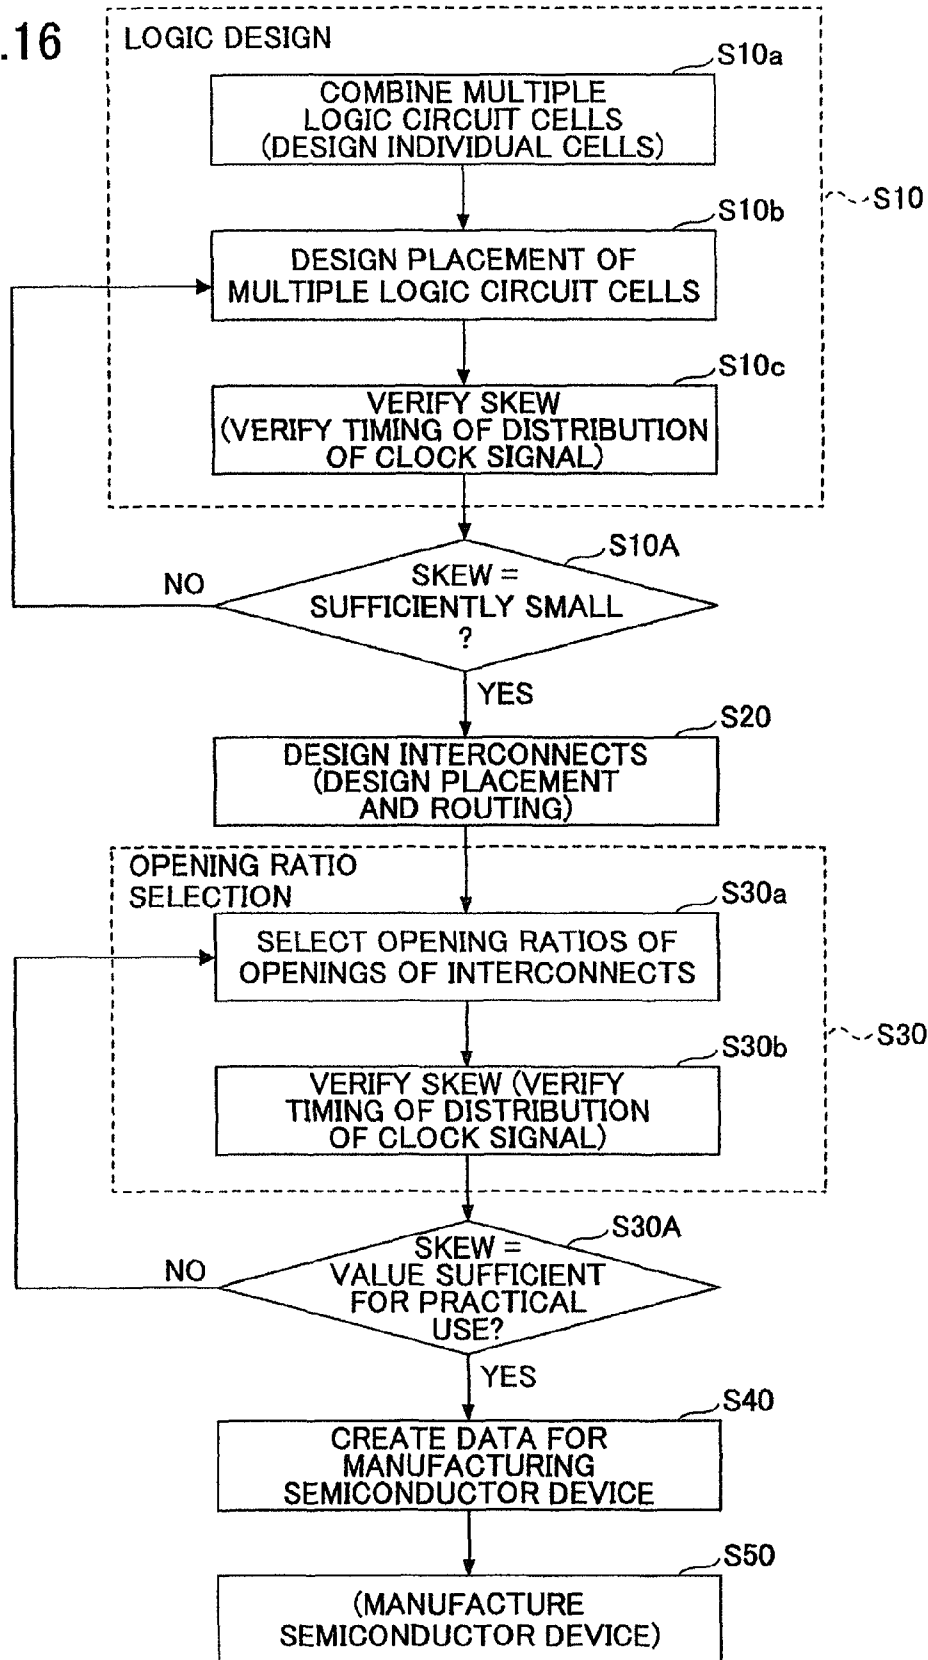 .16
LOGIC DESIGN
S10a
COMBINE MULTIPLE
LOGIC CIRCUIT CELLS
(DESIGN INDIVIDUAL CELLS)
S10
S10b
DESIGN PLACEMENT OF
MULTIPLE LOGIC CIRCUIT CELLS
S10c
VERIFY SKEW
(VERIFY TIMING OF DISTRIBUTION
OF CLOCK SIGNAL)
S10A
NO
SKEW =
SUFFICIENTLY SMALL
?
YES
S20
DESIGN INTERCONNECTS
(DESIGN PLACEMENT
AND ROUTING)
OPENING RATIO
SELECTION
S30a
SELECT OPENING RATIOS OF
OPENINGS OF INTERCONNECTS
S30
S30b
VERIFY SKEW (VERIFY
TIMING OF DISTRIBUTION
OF CLOCK SIGNAL)
S30A
NO
SKEW =
VALUE SUFFICIENT
FOR PRACTICAL
USE?
YES
S40
CREATE DATA FOR
MANUFACTURING
SEMICONDUCTOR DEVICE
S50
(MANUFACTURE
SEMICONDUCTOR DEVICE)